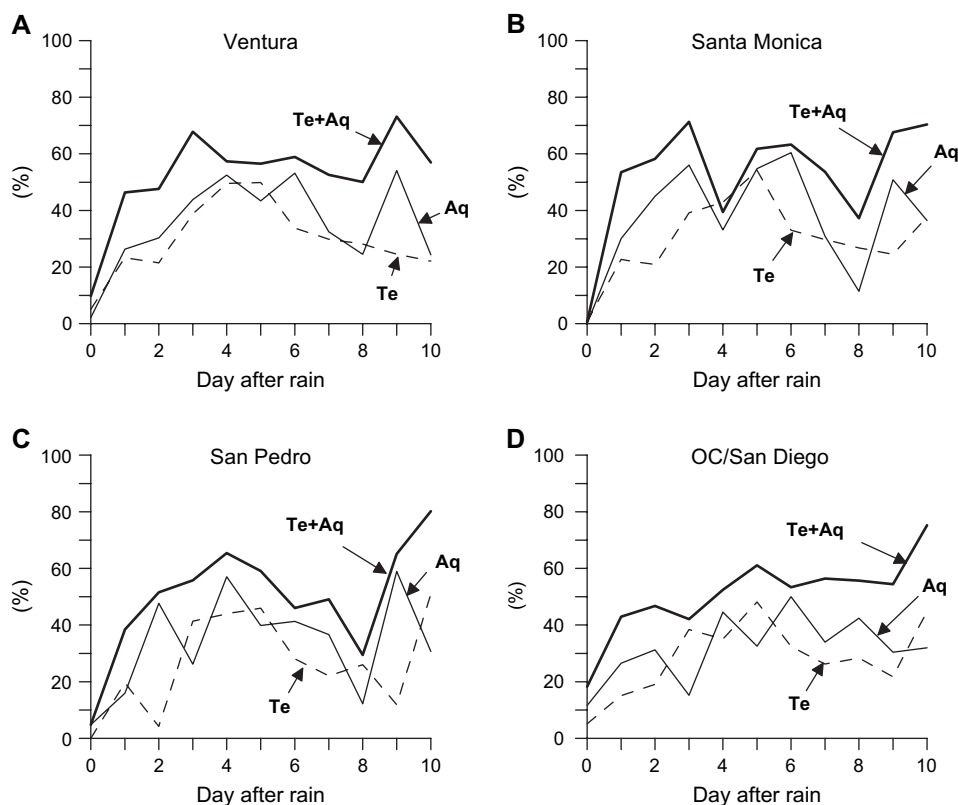 A
Ventura
100
80
60
40
20
0
(%)
Te+Aq
Aq
Te
0 2 4 6 8 10
Day after rain
B
Santa Monica
100
80
60
40
20
0
(%)
Te+Aq
Aq
Te
0 2 4 6 8 10
Day after rain
C
San Pedro
100
80
60
40
20
0
(%)
Te+Aq
Aq
Te
0 2 4 6 8 10
Day after rain
D
OC/San Diego
100
80
60
40
20
0
(%)
Te+Aq
Aq
Te
0 2 4 6 8 10
Day after rain